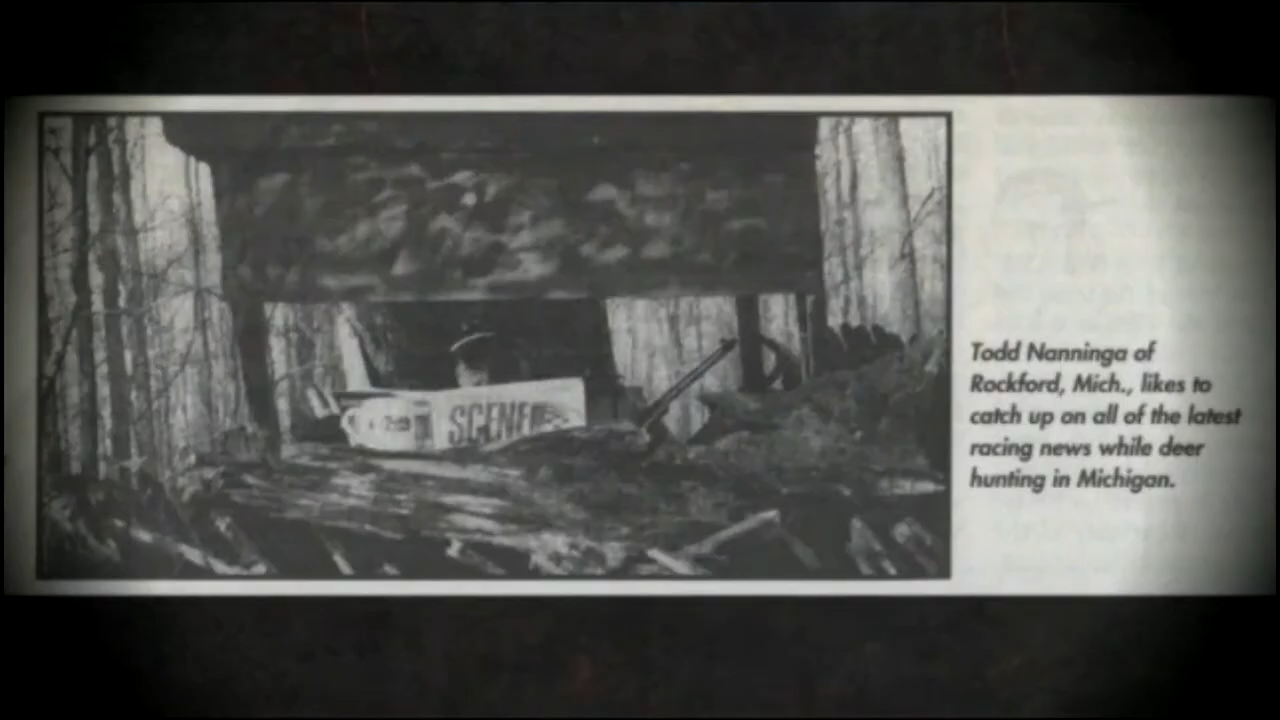 SCENE
Todd Nanninga of
Rockford, Mich., likes to
catch up on all of the latest
racing news while deer
hunting in Michigan.